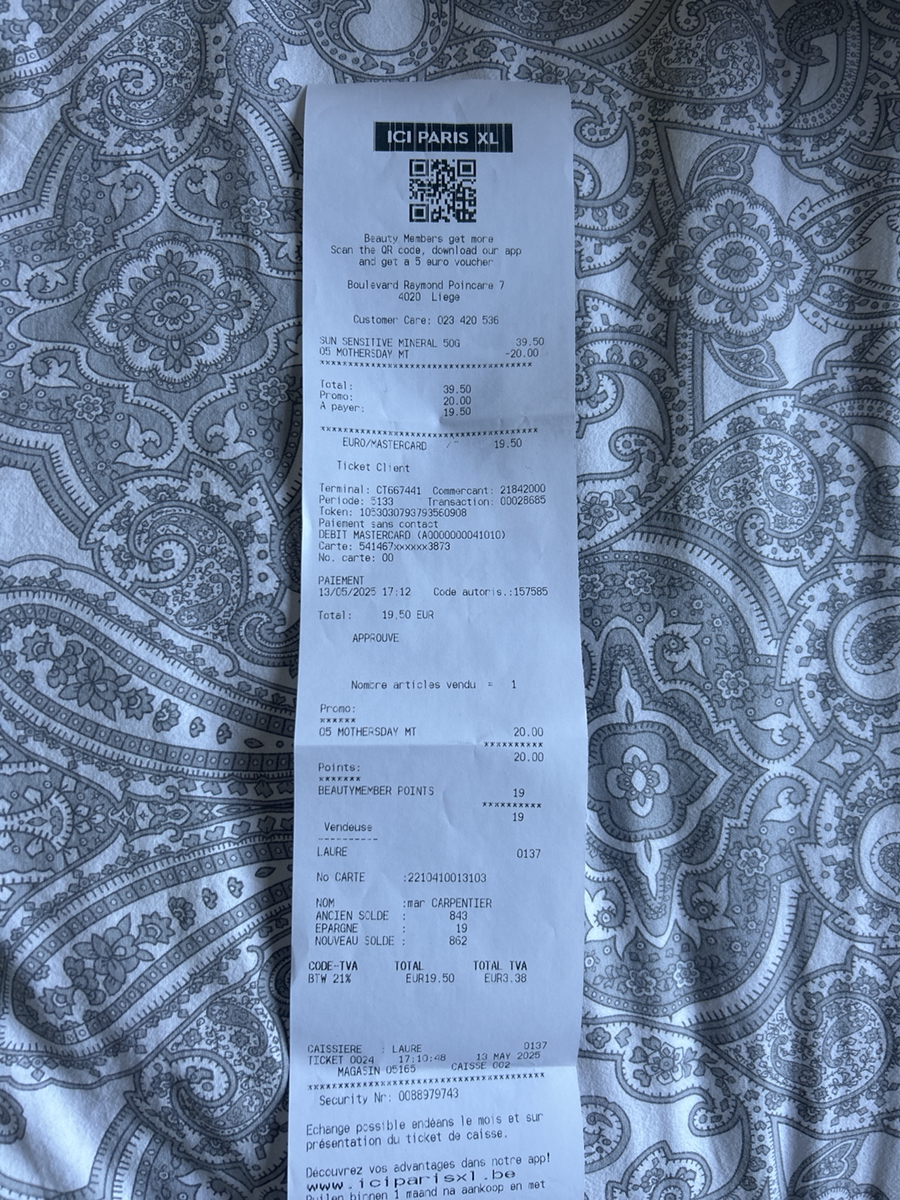 ICI PARIS XL
Beauty Members get more
Scan the QR code, download our app
and get a 5 euro voucher
Boulevard Raymond Poincare 7
4020 Liege
Customer Care: 023 420 536
SUN SENSITIVE MINERAL 50G 39.50
05 MOTHERSDAY MT -20.00
************************************
Total: 39.50
Promo: 20.00
A payer: 19.50
************************************
EURO/MASTERCARD 19.50
Ticket Client
Terminal: CT667441 Commercant: 21842000
Periode: 5133 Transaction: 00028685
Token: 1053030793793560908
Paiement sans contact
DEBIT MASTERCARD (A0000000041010)
Carte: 541467xxxxxx3873
No. carte: 00
PAIEMENT
13/05/2025 17:12 Code autoris.:157585
Total: 19,50 EUR
APPROUVE
Nombre articles vendu = 1
Promo:
******
05 MOTHERSDAY MT 20.00
**********
20.00
Points:
*******
BEAUTYMEMBER POINTS 19
**********
19
Vendeuse
----------
LAURE 0137
No CARTE :2210410013103
NOM :mar CARPENTIER
ANCIEN SOLDE : 843
EPARGNE : 19
NOUVEAU SOLDE : 862
CODE-TVA TOTAL TOTAL TVA
BTW 21% EUR19.50 EUR3.38
CAISSIERE : LAURE 0137
TICKET 0024 17:10:48 13 MAY 2025
MAGASIN 05165 CAISSE 002
****************************************
Security Nr: 0088979743
Echange possible endéans le mois et sur
présentation du ticket de caisse.
Découvrez vos advantages dans notre app!
www.iciparisxl.be
Ruilen binnen 1 maand na aankoop en met